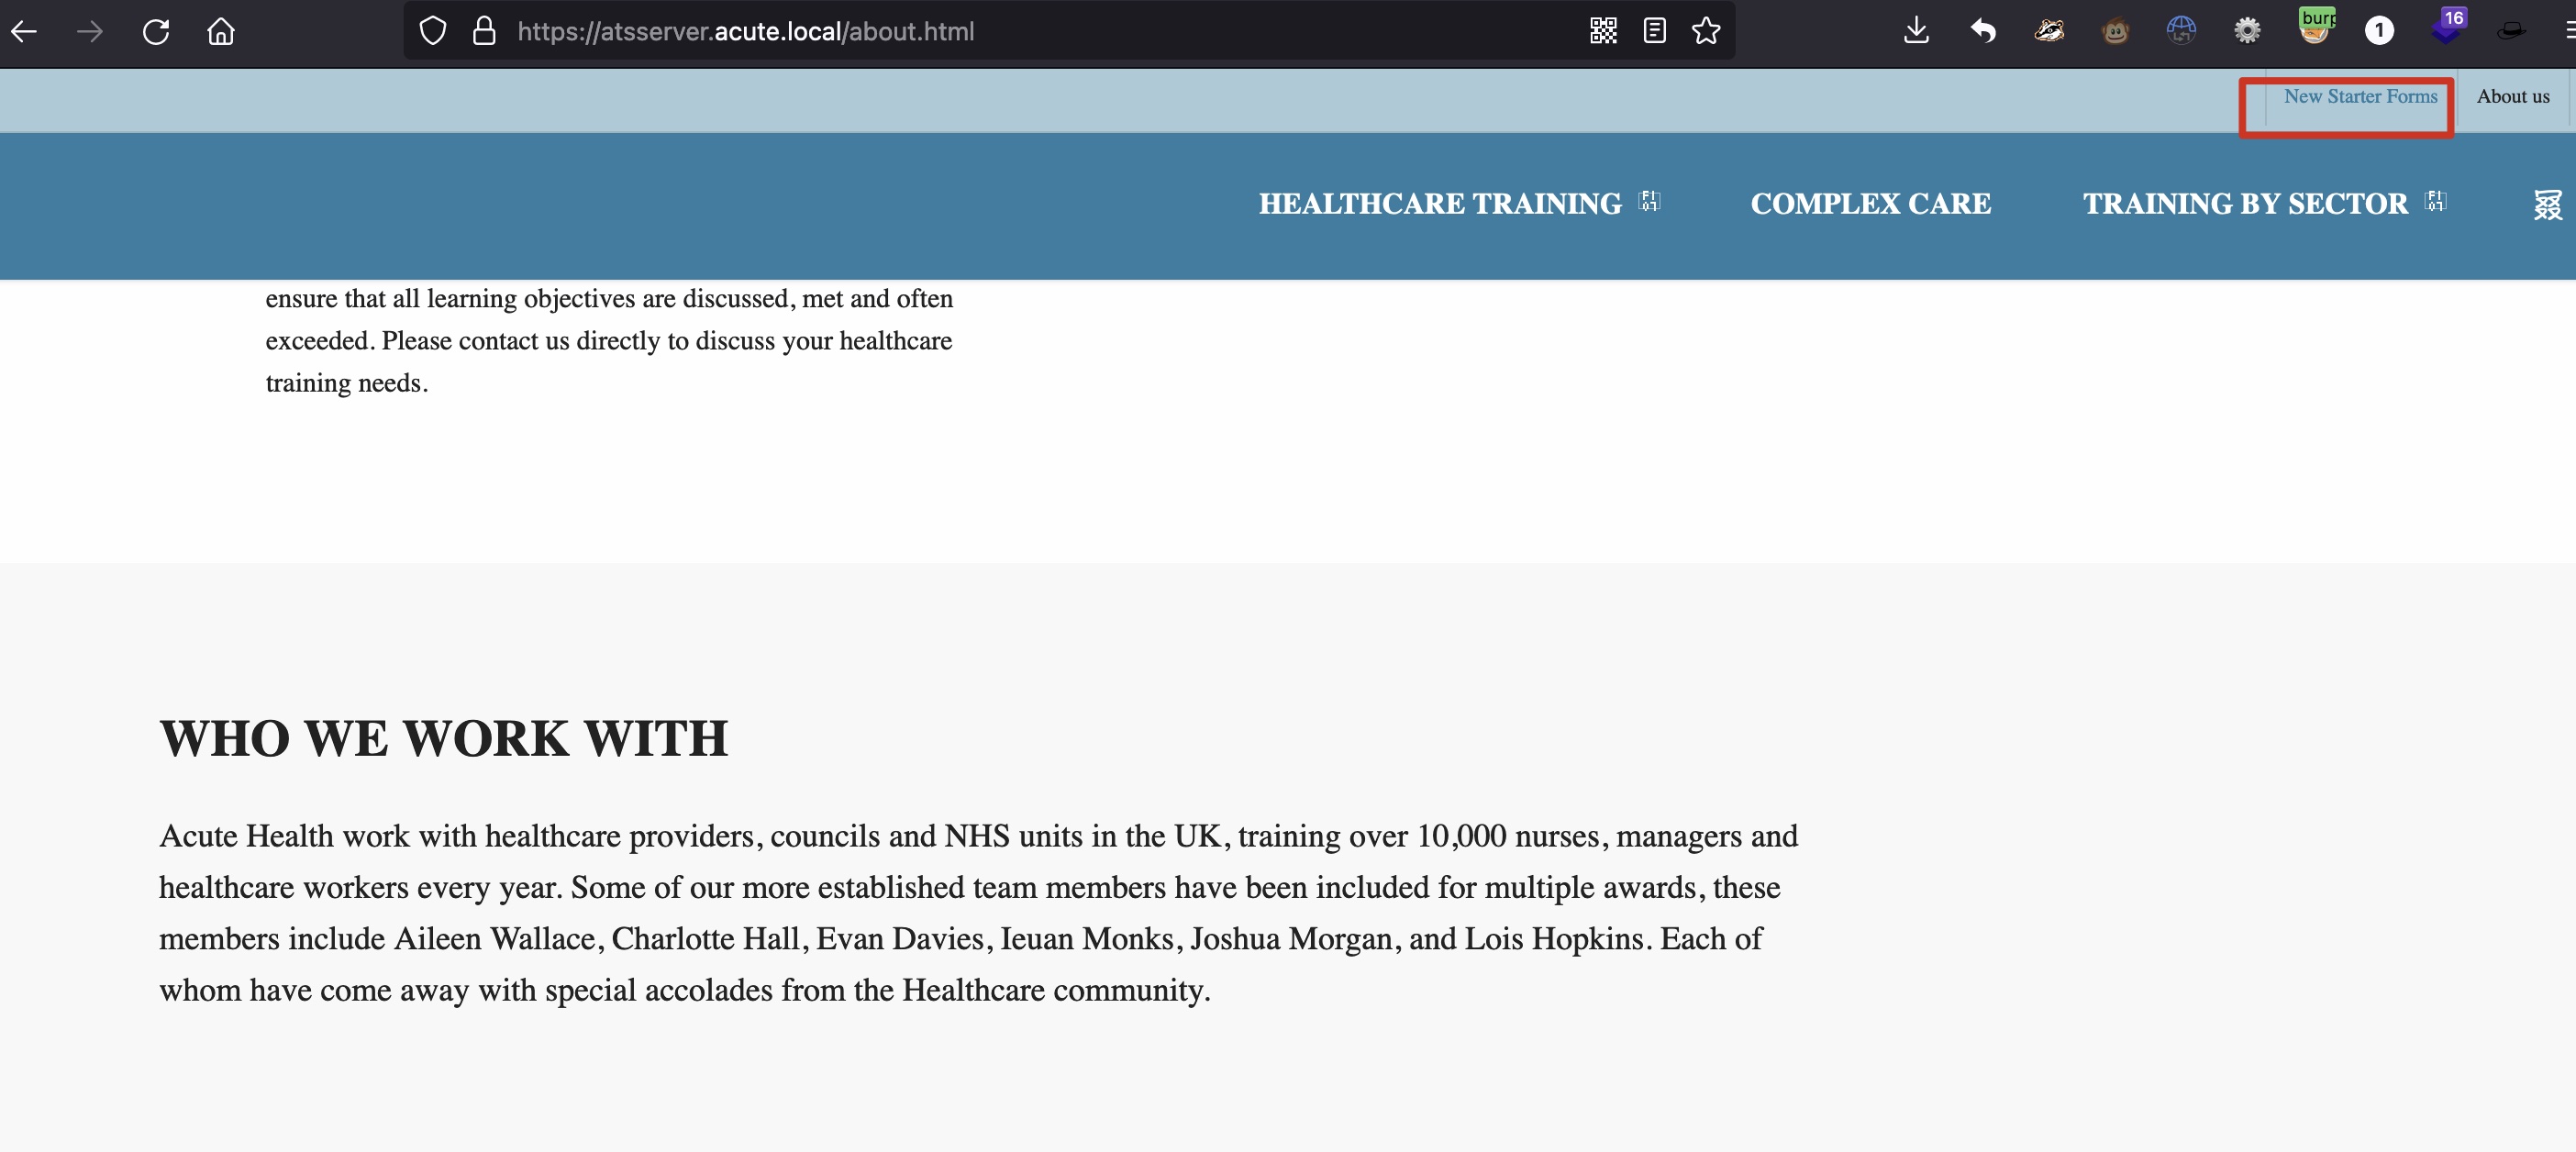 https://atsserver.acute.local/about.html
burp
1
16
New Starter Forms
About us
HEALTHCARE TRAINING
COMPLEX CARE
TRAINING BY SECTOR
ensure that all learning objectives are discussed, met and often
exceeded. Please contact us directly to discuss your healthcare
training needs.
WHO WE WORK WITH
Acute Health work with healthcare providers, councils and NHS units in the UK, training over 10,000 nurses, managers and
healthcare workers every year. Some of our more established team members have been included for multiple awards, these
members include Aileen Wallace, Charlotte Hall, Evan Davies, Ieuan Monks, Joshua Morgan, and Lois Hopkins. Each of
whom have come away with special accolades from the Healthcare community.